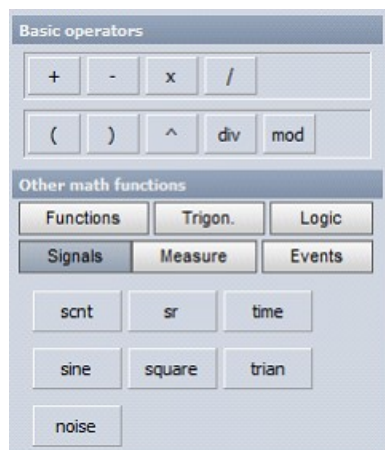 Basic operators
+ - x /
( ) ^ div mod
Other math functions
Functions Trigon. Logic
Signals Measure Events
scnt sr time
sine square trian
noise